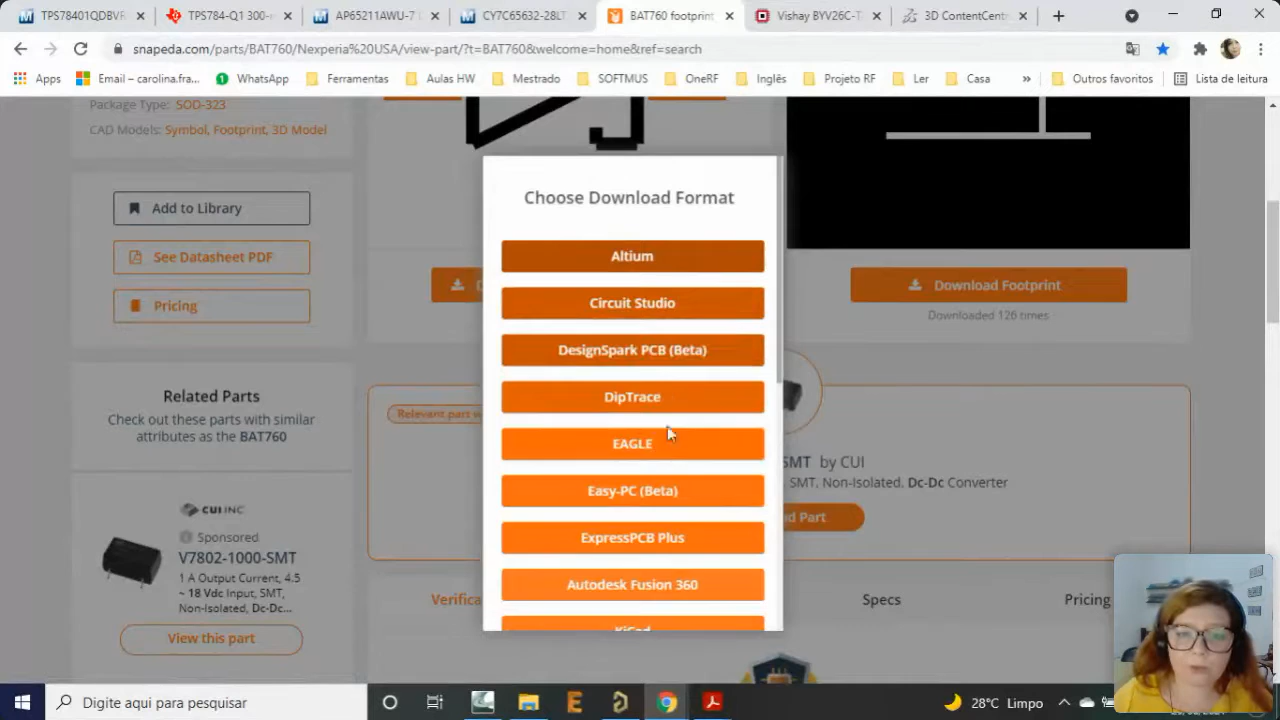 TPS78401QDBVR
TPS784-Q1 300-
AP65211AWU-7
CY7C65632-28LT
BAT760 footprint
Vishay BYV26C-T
3D ContentCentr
snapeda.com/parts/BAT760/Nexperia%20USA/view-part/?t=BAT760&welcome=home&ref=search
Apps
Email – carolina.fra...
WhatsApp
Ferramentas
Aulas HW
Mestrado
SOFTMUS
OneRF
Inglês
Projeto RF
Ler
Casa
»
Outros favoritos
Lista de leitura
Package Type: SOD-323
CAD Models: Symbol, Footprint, 3D Model
Add to Library
See Datasheet PDF
Pricing
Related Parts
Check out these parts with similar
attributes as the BAT760
CUI INC
Sponsored
V7802-1000-SMT
1 A Output Current, 4.5
~ 18 Vdc Input, SMT,
Non-Isolated, Dc-Dc...
View this part
Choose Download Format
Altium
Circuit Studio
DesignSpark PCB (Beta)
DipTrace
EAGLE
Easy-PC (Beta)
ExpressPCB Plus
Autodesk Fusion 360
KiCad
Download Footprint
Downloaded 126 times
Relevant part
SMT by CUI
SMT, Non-Isolated, Dc-Dc Converter
d Part
Verifica
Specs
Pricing
Digite aqui para pesquisar
28°C Limpo